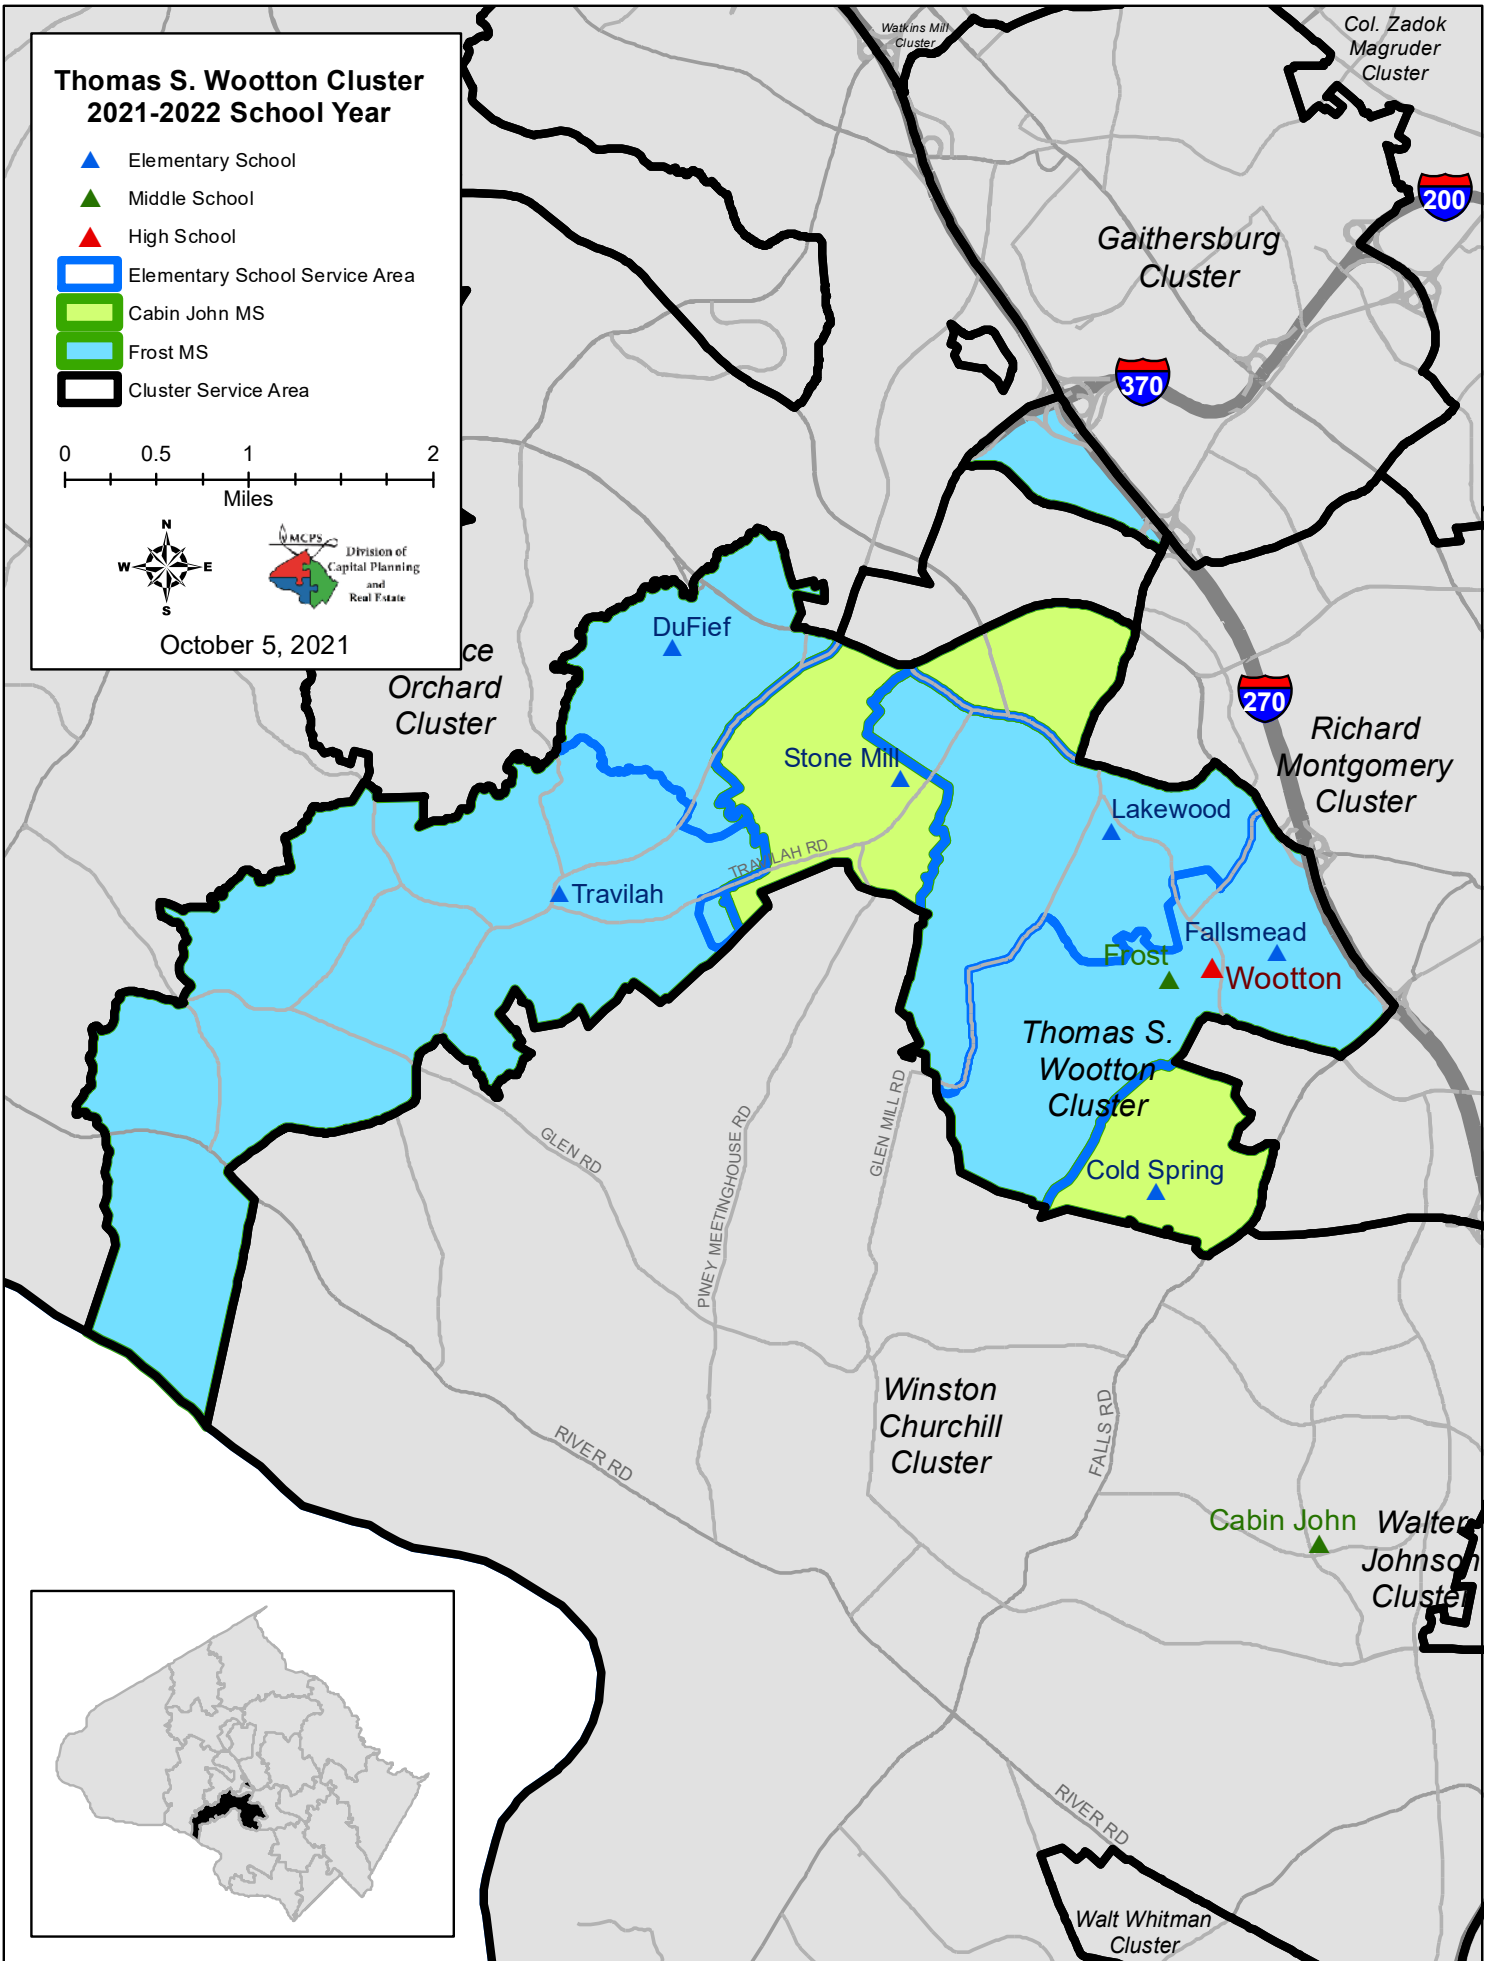 Thomas S. Wootton Cluster
2021-2022 School Year
Elementary School
Middle School
High School
Elementary School Service Area
Cabin John MS
Frost MS
Cluster Service Area
0 0.5 1 2
Miles
N
W E
S
MCPS
Division of
Capital Planning
and
Real Estate
October 5, 2021
Watkins Mill
Cluster
Col. Zadok
Magruder
Cluster
200
Gaithersburg
Cluster
370
270
ce
Orchard
Cluster
DuFief
Stone Mill
Richard
Montgomery
Cluster
Lakewood
TRAVILAH RD
Travilah
Fallsmead
Frost
Wootton
Thomas S.
Wootton
Cluster
GLEN RD
PINEY MEETINGHOUSE RD
GLEN MILL RD
Cold Spring
Winston
Churchill
Cluster
FALLS RD
RIVER RD
Cabin John
Walter
Johnson
Cluster
RIVER RD
Walt Whitman
Cluster